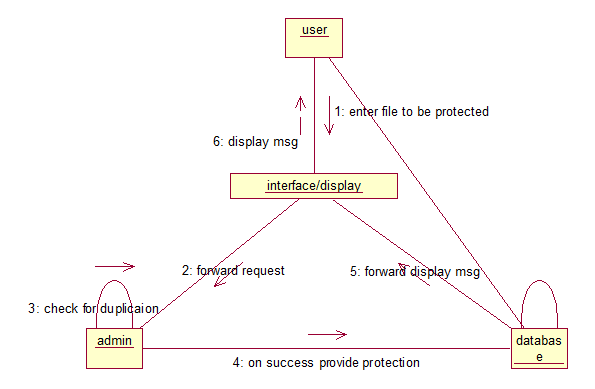 user
1: enter file to be protected
6: display msg
interface/display
2: forward request
5: forward display msg
3: check for duplicaion
admin
databas
e
4: on success provide protection